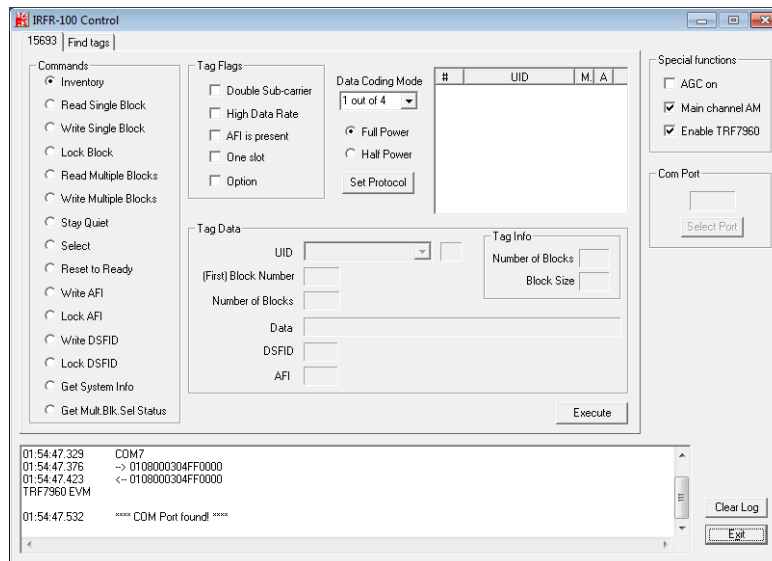 IRFR-100 Control
15693
Find tags
Commands
Inventory
Read Single Block
Write Single Block
Lock Block
Read Multiple Blocks
Write Multiple Blocks
Stay Quiet
Select
Reset to Ready
Write AFI
Lock AFI
Write DSFID
Lock DSFID
Get System Info
Get Mult.Blk.Sel Status
Tag Flags
Double Sub-carrier
High Data Rate
AFI is present
One slot
Option
Data Coding Mode
1 out of 4
Full Power
Half Power
Set Protocol
# UID M. A
Special functions
AGC on
Main channel AM
Enable TRF7960
Com Port
Select Port
Tag Data
UID
(First) Block Number
Number of Blocks
Data
DSFID
AFI
Tag Info
Number of Blocks
Block Size
Execute
01:54:47.329 COM7
01:54:47.376 --> 0108000304FF0000
01:54:47.423 <-- 0108000304FF0000
TRF7960 EVM
01:54:47.532 **** COM Port found! ****
Clear Log
Exit